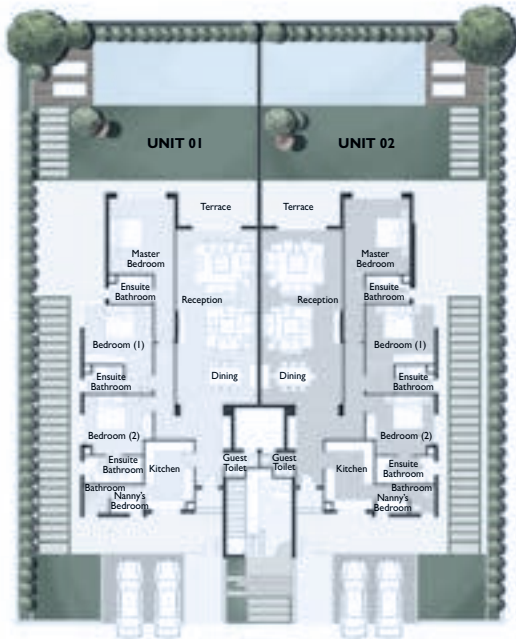 UNIT 01
UNIT 02
Terrace
Terrace
Master
Bedroom
Master
Bedroom
Ensuite
Bathroom
Reception
Reception
Ensuite
Bathroom
Bedroom (1)
Bedroom (1)
Ensuite
Bathroom
Dining
Dining
Ensuite
Bathroom
Bedroom (2)
Bedroom (2)
Ensuite
Bathroom
Kitchen
Guest
Toilet
Guest
Toilet
Kitchen
Ensuite
Bathroom
Bathroom
Nanny's
Bedroom
Bathroom
Nanny's
Bedroom